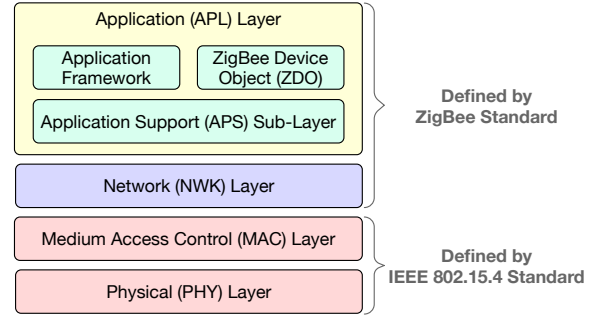 Application (APL) Layer
Application
Framework
ZigBee Device
Object (ZDO)
Application Support (APS) Sub-Layer
Defined by
ZigBee Standard
Network (NWK) Layer
Medium Access Control (MAC) Layer
Defined by
IEEE 802.15.4 Standard
Physical (PHY) Layer